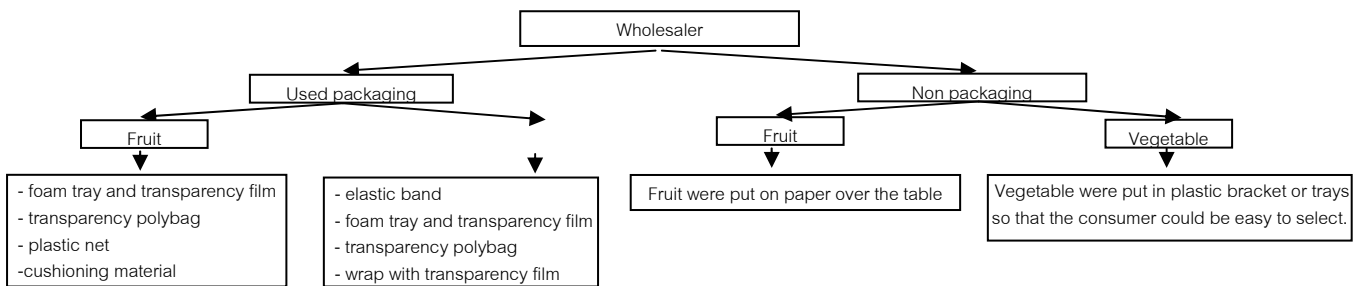 Wholesaler
Used packaging
Non packaging
Fruit
Fruit
Vegetable
- foam tray and transparency film
- transparency polybag
- plastic net
-cushioning material
- elastic band
- foam tray and transparency film
- transparency polybag
- wrap with transparency film
Fruit were put on paper over the table
Vegetable were put in plastic bracket or trays
so that the consumer could be easy to select.